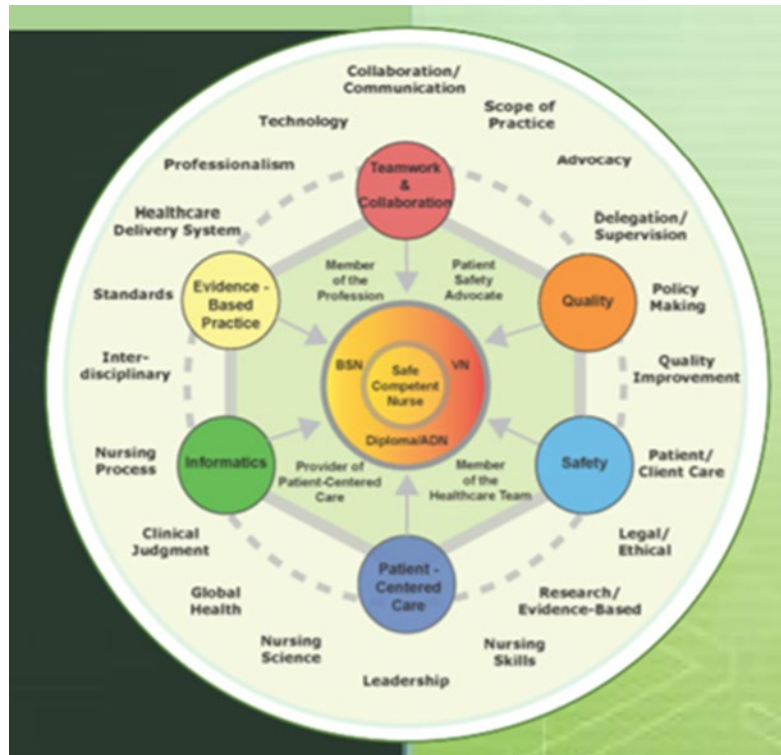 Collaboration/
Communication
Scope of
Practice
Advocacy
Delegation/
Supervision
Policy
Making
Quality
Improvement
Patient/
Client Care
Legal/
Ethical
Research/
Evidence-Based
Nursing
Skills
Leadership
Nursing
Science
Global
Health
Clinical
Judgment
Nursing
Process
Inter-
disciplinary
Standards
Healthcare
Delivery System
Professionalism
Technology
Teamwork
&
Collaboration
Quality
Safety
Patient -
Centered
Care
Informatics
Evidence -
Based
Practice
Member
of the
Profession
Patient
Safety
Advocate
Member
of the
Healthcare Team
Provider of
Patient-Centered
Care
BSN
VN
Diploma/ADN
Safe
Competent
Nurse